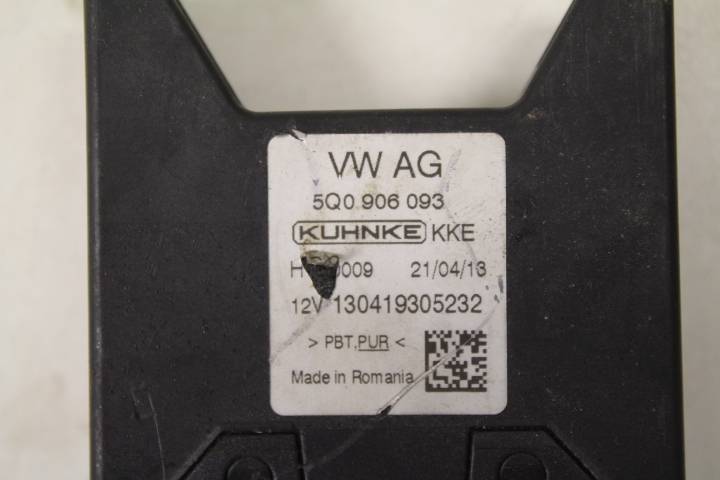 VW AG
5Q0 906 093
KUHNKE KKE
21/04/13
12V 130419305232
> PBT,PUR <
Made in Romania